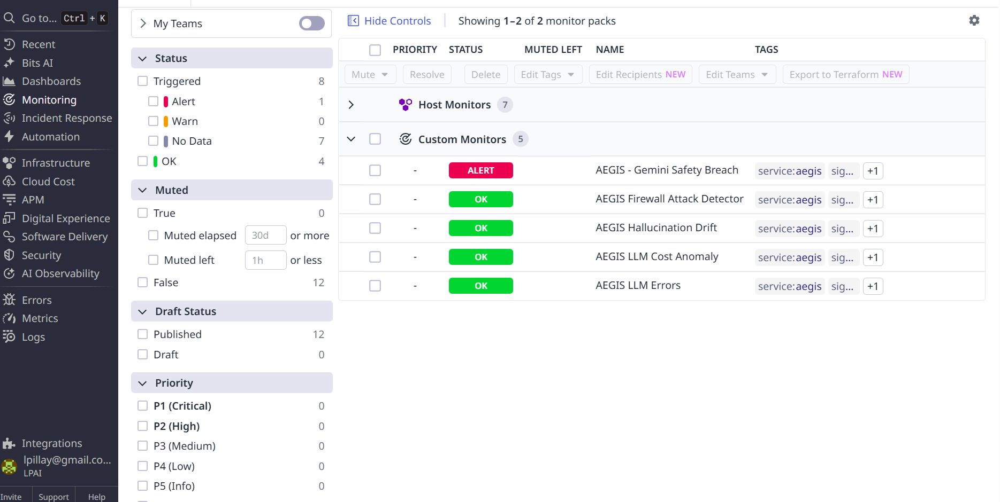 Go to... Ctrl + K
Recent
Bits AI
Dashboards
Monitoring
Incident Response
Automation
Infrastructure
Cloud Cost
APM
Digital Experience
Software Delivery
Security
AI Observability
Errors
Metrics
Logs
Integrations
lpillay@gmail.co...
LPAI
Invite Support Help
My Teams
Status
Triggered 8
Alert 1
Warn 0
No Data 7
OK 4
Muted
True 0
Muted elapsed 30d or more
Muted left 1h or less
False 12
Draft Status
Published 12
Draft 0
Priority
P1 (Critical) 0
P2 (High) 0
P3 (Medium) 0
P4 (Low) 0
P5 (Info) 0
Hide Controls Showing 1–2 of 2 monitor packs
PRIORITY STATUS MUTED LEFT NAME TAGS
Mute Resolve Delete Edit Tags Edit Recipients NEW Edit Teams Export to Terraform NEW
Host Monitors 7
Custom Monitors 5
- ALERT AEGIS - Gemini Safety Breach service:aegis sig... +1
- OK AEGIS Firewall Attack Detector service:aegis sig... +1
- OK AEGIS Hallucination Drift service:aegis sig... +1
- OK AEGIS LLM Cost Anomaly service:aegis sig... +1
- OK AEGIS LLM Errors service:aegis sig... +1